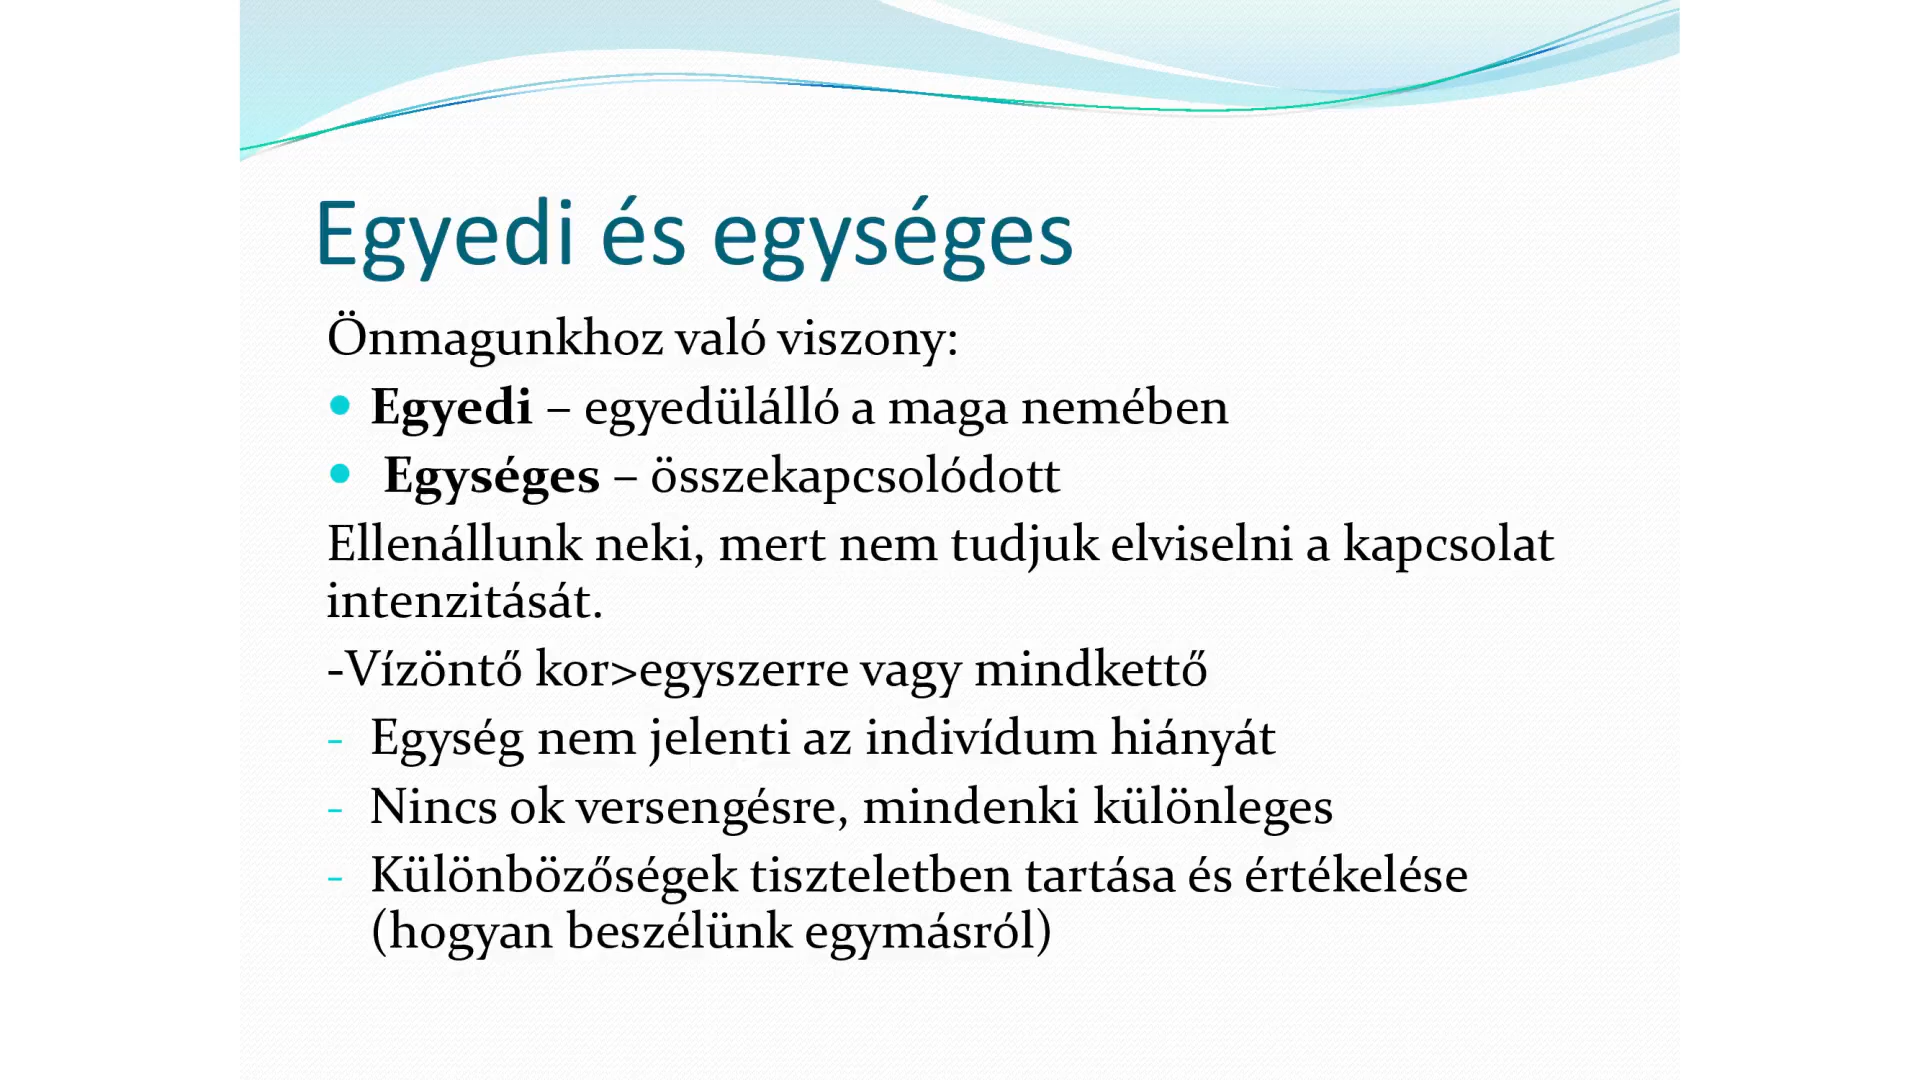 Egyedi és egységes
Önmagunkhoz való viszony:
• Egyedi – egyedülálló a maga nemében
• Egységes – összekapcsolódott
Ellenállunk neki, mert nem tudjuk elviselni a kapcsolat
intenzitását.
-Vízöntő kor>egyszerre vagy mindkettő
- Egység nem jelenti az indivídum hiányát
- Nincs ok versengésre, mindenki különleges
- Különbözőségek tiszteletben tartása és értékelése
(hogyan beszélünk egymásról)